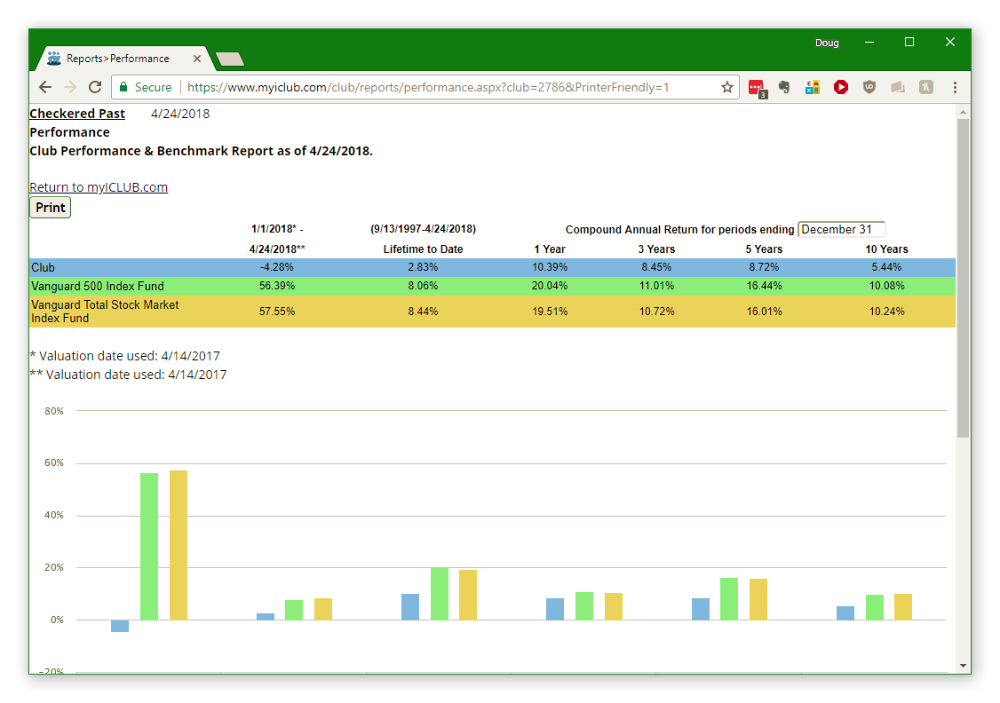 Doug
Reports>Performance
Secure https://www.myiclub.com/club/reports/performance.aspx?club=2786&PrinterFriendly=1 3
Checkered Past 4/24/2018
Performance
Club Performance & Benchmark Report as of 4/24/2018.
Return to myICLUB.com
Print
1/1/2018* - (9/13/1997-4/24/2018) Compound Annual Return for periods ending December 31
4/24/2018** Lifetime to Date 1 Year 3 Years 5 Years 10 Years
Club -4.28% 2.83% 10.39% 8.45% 8.72% 5.44%
Vanguard 500 Index Fund 56.39% 8.06% 20.04% 11.01% 16.44% 10.08%
Vanguard Total Stock Market
Index Fund 57.55% 8.44% 19.51% 10.72% 16.01% 10.24%
* Valuation date used: 4/14/2017
** Valuation date used: 4/14/2017
80%
60%
40%
20%
0%
-20%